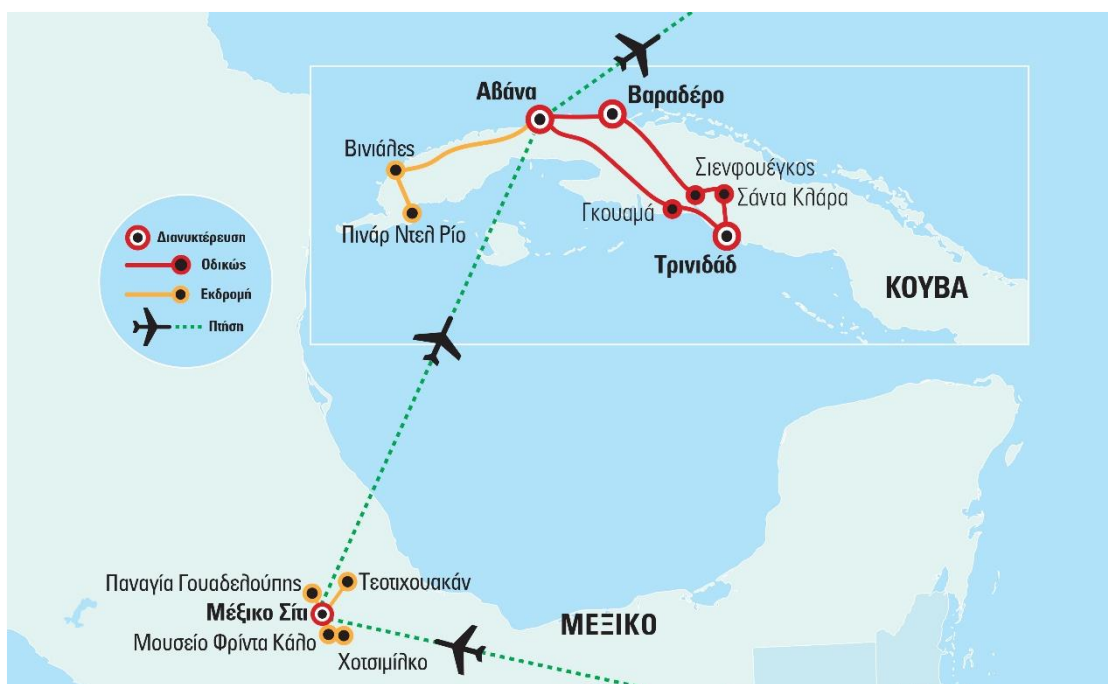 Αβάνα
Βαραδέρο
Βινιάλες
Σιενφουέγκος
Σάντα Κλάρα
Γκουαμά
Πινάρ Ντελ Ρίο
Τρινιδάδ
ΚΟΥΒΑ
Διανυκτέρευση
Οδικώς
Εκδρομή
Πτήση
Παναγία Γουαδελούπης
Τεοτιχουακάν
Μέξικο Σίτι
ΜΕΞΙΚΟ
Μουσείο Φρίντα Κάλο
Χοτσιμίλκο